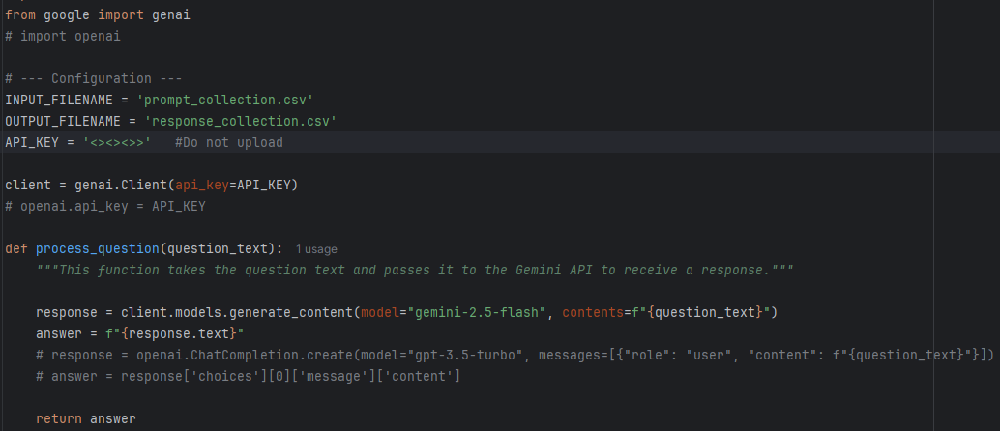 from google import genai
# import openai
# --- Configuration ---
INPUT_FILENAME = 'prompt_collection.csv'
OUTPUT_FILENAME = 'response_collection.csv'
API_KEY = '<><><>>'   #Do not upload
client = genai.Client(api_key=API_KEY)
# openai.api_key = API_KEY
def process_question(question_text):  1 usage
    """This function takes the question text and passes it to the Gemini API to receive a response."""
    response = client.models.generate_content(model="gemini-2.5-flash", contents=f"{question_text}")
    answer = f"{response.text}"
    # response = openai.ChatCompletion.create(model="gpt-3.5-turbo", messages=[{"role": "user", "content": f"{question_text}"}])
    # answer = response['choices'][0]['message']['content']
    return answer